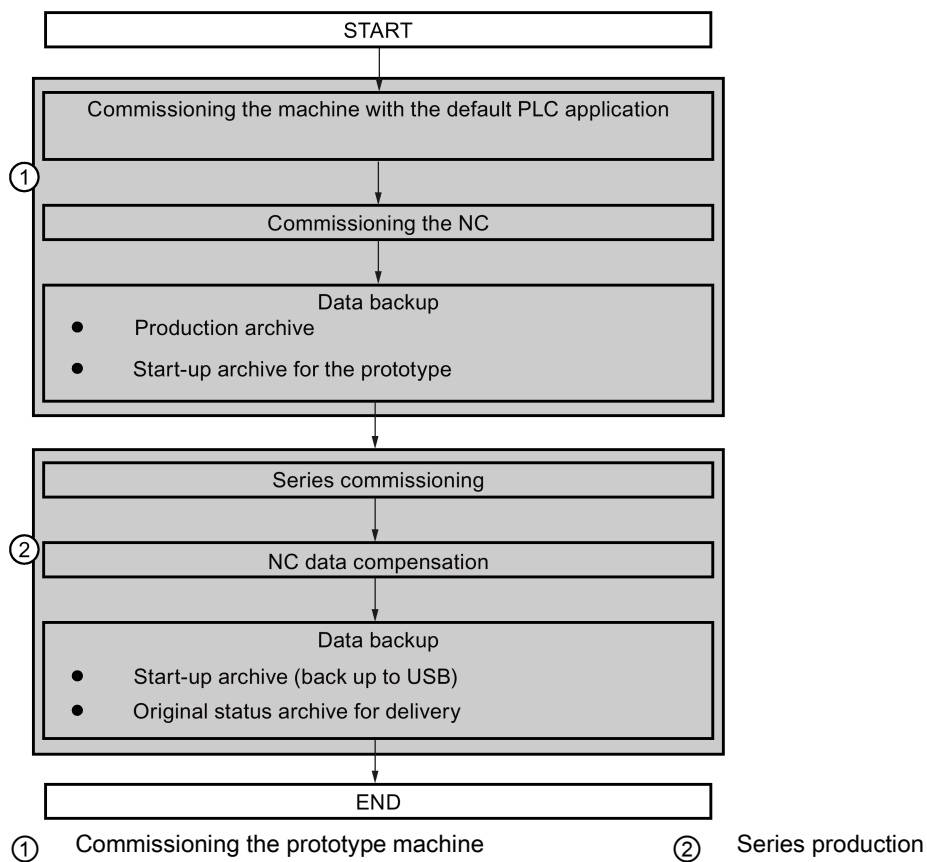 START
Commissioning the machine with the default PLC application
①
Commissioning the NC
Data backup
● Production archive
● Start-up archive for the prototype
Series commissioning
②
NC data compensation
Data backup
● Start-up archive (back up to USB)
● Original status archive for delivery
END
① Commissioning the prototype machine ② Series production